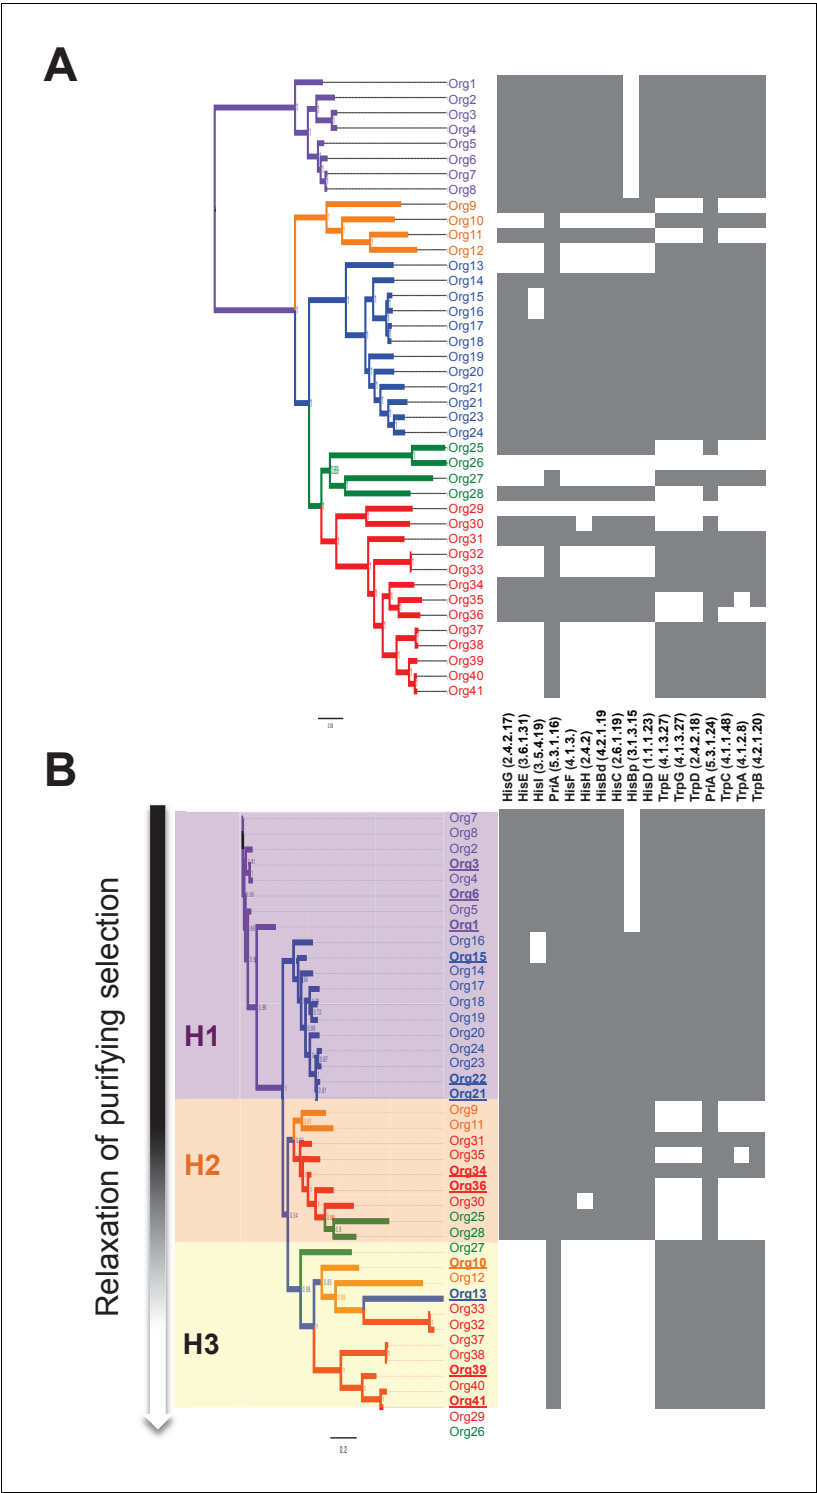 A
Org1
Org2
Org3
Org4
Org5
Org6
Org7
Org8
Org9
Org10
Org11
Org12
Org13
Org14
Org15
Org16
Org17
Org18
Org19
Org20
Org21
Org21
Org23
Org24
Org25
Org26
Org27
Org28
Org29
Org30
Org31
Org32
Org33
Org34
Org35
Org36
Org37
Org38
Org39
Org40
Org41
HisG (2.4.2.17)
HisE (3.6.1.31)
HisI (3.5.4.19)
PriA (5.3.1.16)
HisF (4.1.3.)
HisH (2.4.2)
HisBd (4.2.1.19
HisC (2.6.1.19)
HisBp (3.1.3.15
HisD (1.1.1.23)
TrpE (4.1.3.27)
TrpG (4.1.3.27)
TrpD (2.4.2.18)
PriA (5.3.1.24)
TrpC (4.1.1.48)
TrpA (4.1.2.8)
TrpB (4.2.1.20)
B
Relaxation of purifying selection
H1
H2
H3
Org7
Org8
Org2
Org3
Org4
Org6
Org5
Org1
Org16
Org15
Org14
Org17
Org18
Org19
Org20
Org24
Org23
Org22
Org21
Org9
Org11
Org31
Org35
Org34
Org36
Org30
Org25
Org28
Org27
Org10
Org12
Org13
Org33
Org32
Org37
Org38
Org39
Org40
Org41
Org29
Org26
0.2